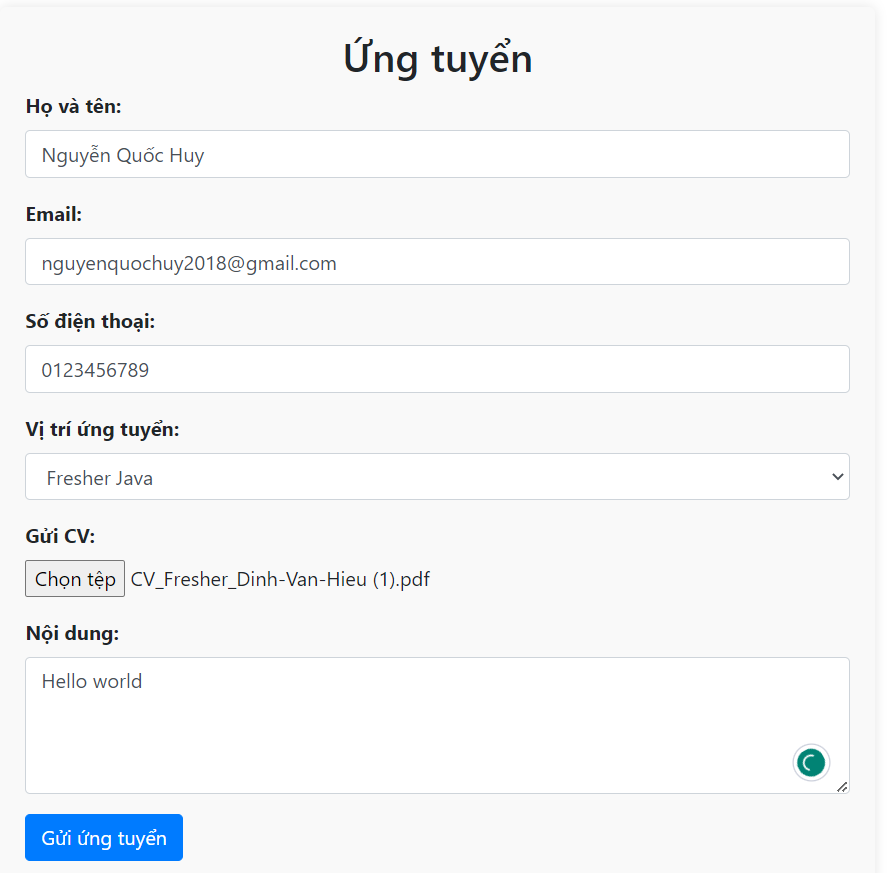 Ứng tuyển
Họ và tên:
Nguyễn Quốc Huy
Email:
nguyenquochuy2018@gmail.com
Số điện thoại:
0123456789
Vị trí ứng tuyển:
Fresher Java
Gửi CV:
Chọn tệp CV_Fresher_Dinh-Van-Hieu (1).pdf
Nội dung:
Hello world
Gửi ứng tuyển